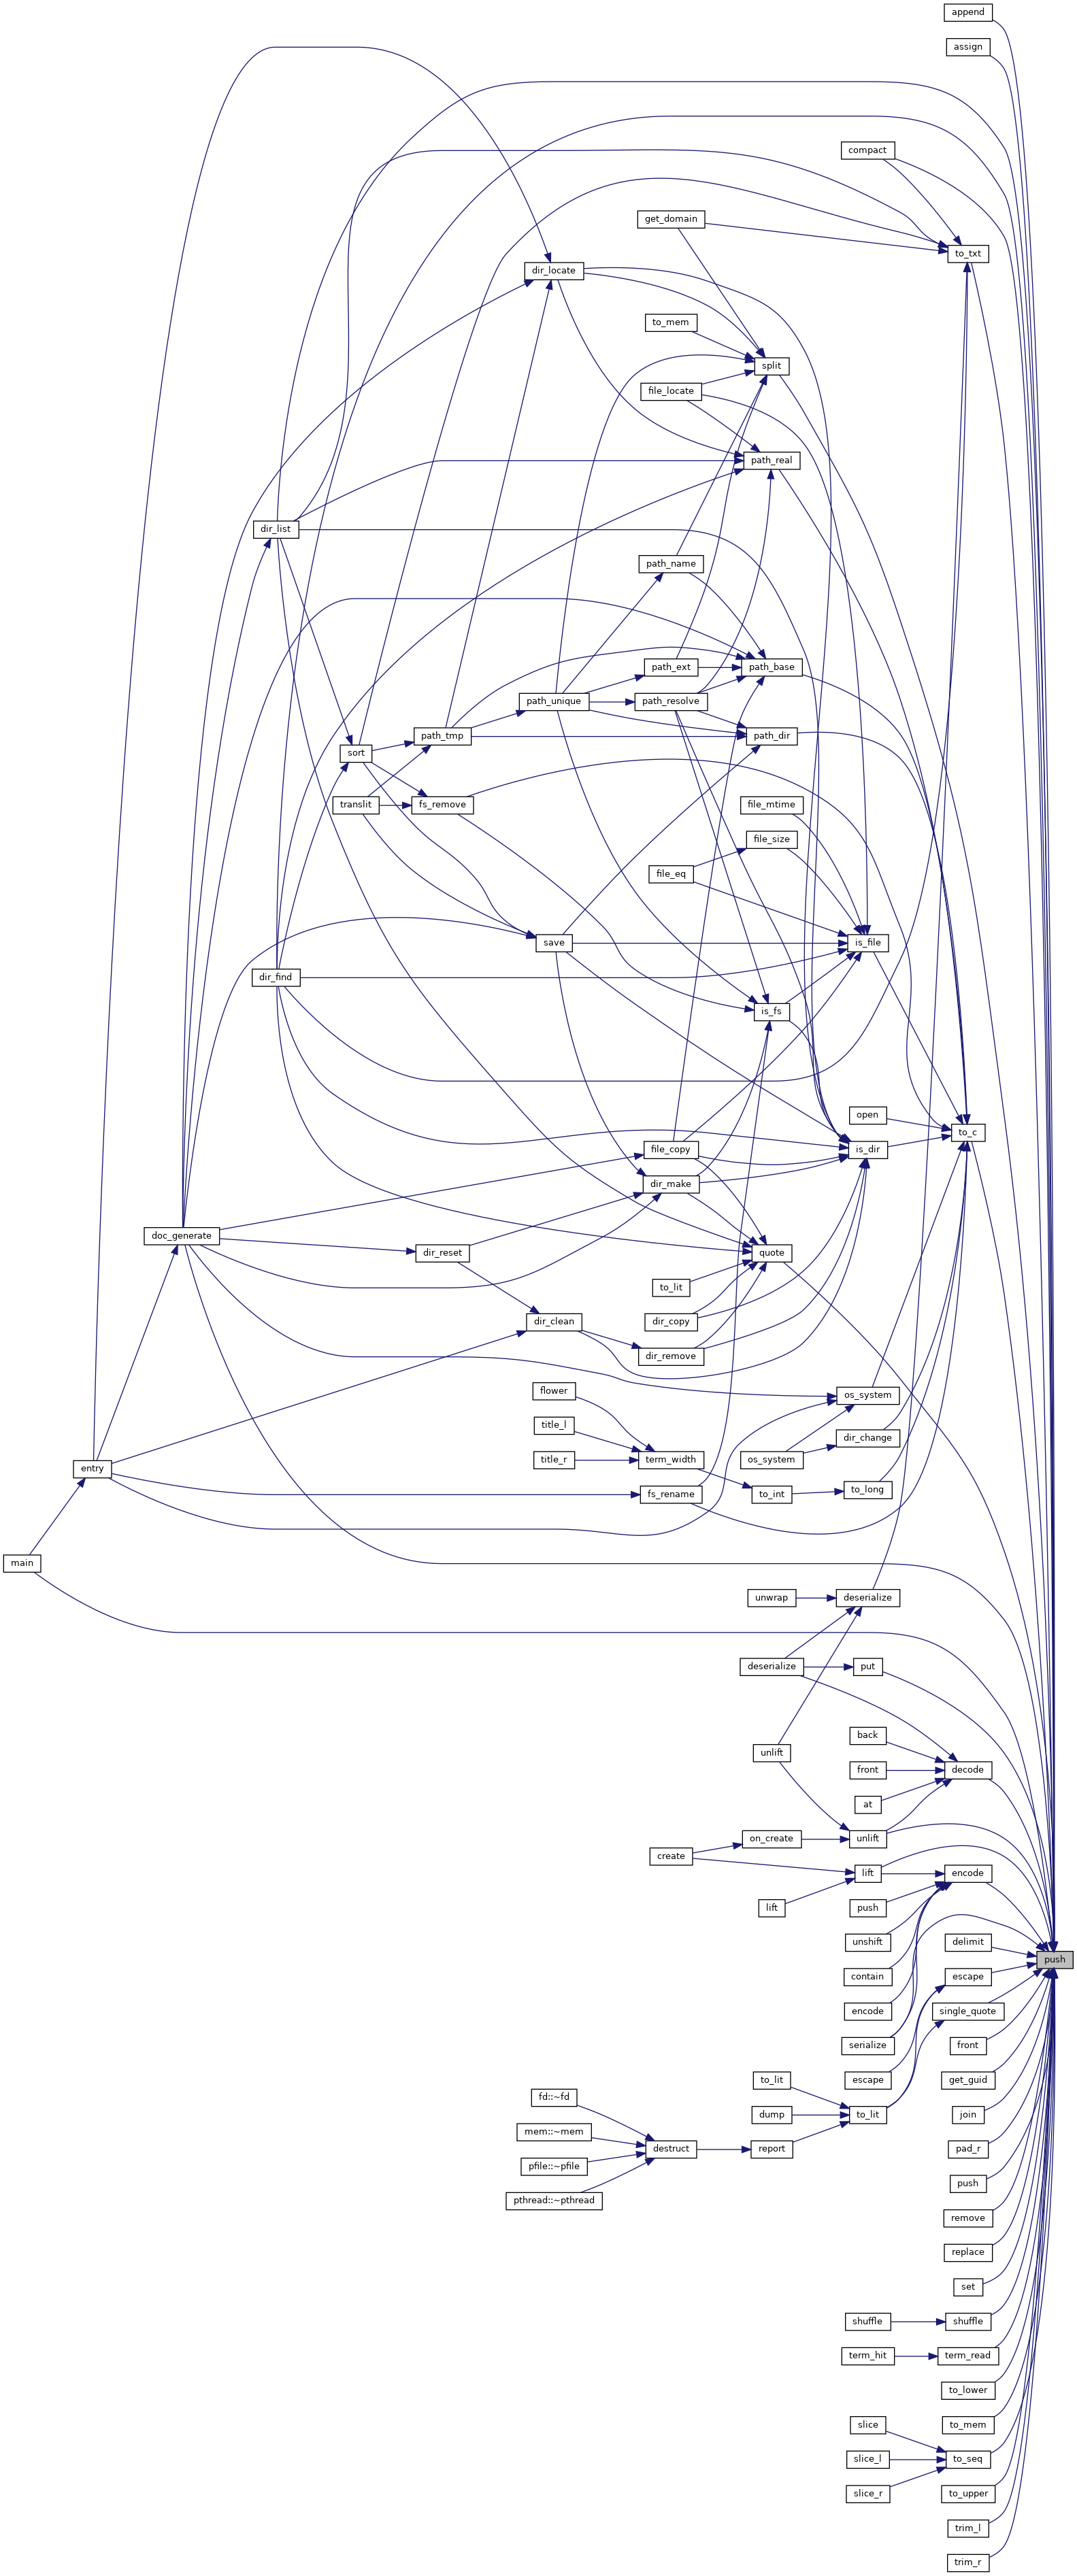 append
assign
compact
get_domain
to_txt
dir_locate
to_mem
split
file_locate
path_real
dir_list
path_name
path_ext
path_base
path_unique
path_resolve
path_tmp
path_dir
sort
translit
fs_remove
file_mtime
file_size
file_eq
save
is_file
dir_find
is_fs
open
to_c
file_copy
is_dir
dir_make
doc_generate
dir_reset
quote
to_lit
dir_copy
dir_clean
dir_remove
flower
os_system
title_l
dir_change
title_r
term_width
os_system
entry
fs_rename
to_int
to_long
main
unwrap
deserialize
deserialize
put
back
unlift
front
decode
at
on_create
unlift
create
lift
encode
lift
push
unshift
delimit
push
contain
escape
encode
single_quote
serialize
front
to_lit
escape
get_guid
fd::~fd
dump
to_lit
join
mem::~mem
destruct
report
pad_r
pfile::~pfile
push
pthread::~pthread
remove
replace
set
shuffle
shuffle
term_hit
term_read
to_lower
slice
to_mem
slice_l
to_seq
slice_r
to_upper
trim_l
trim_r